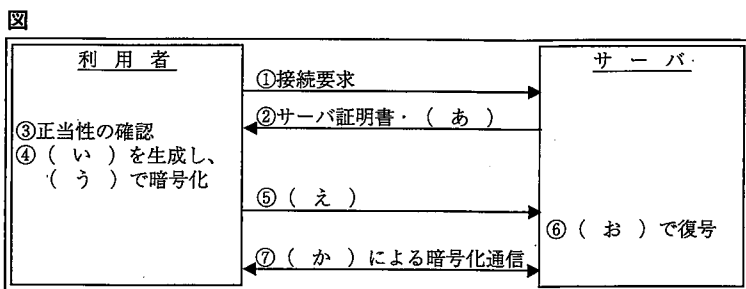 図
利 用 者
サ ー バ
①接続要求
②サーバ証明書・( あ )
③正当性の確認
④( い )を生成し、
( う )で暗号化
⑤( え )
⑥( お )で復号
⑦( か )による暗号化通信